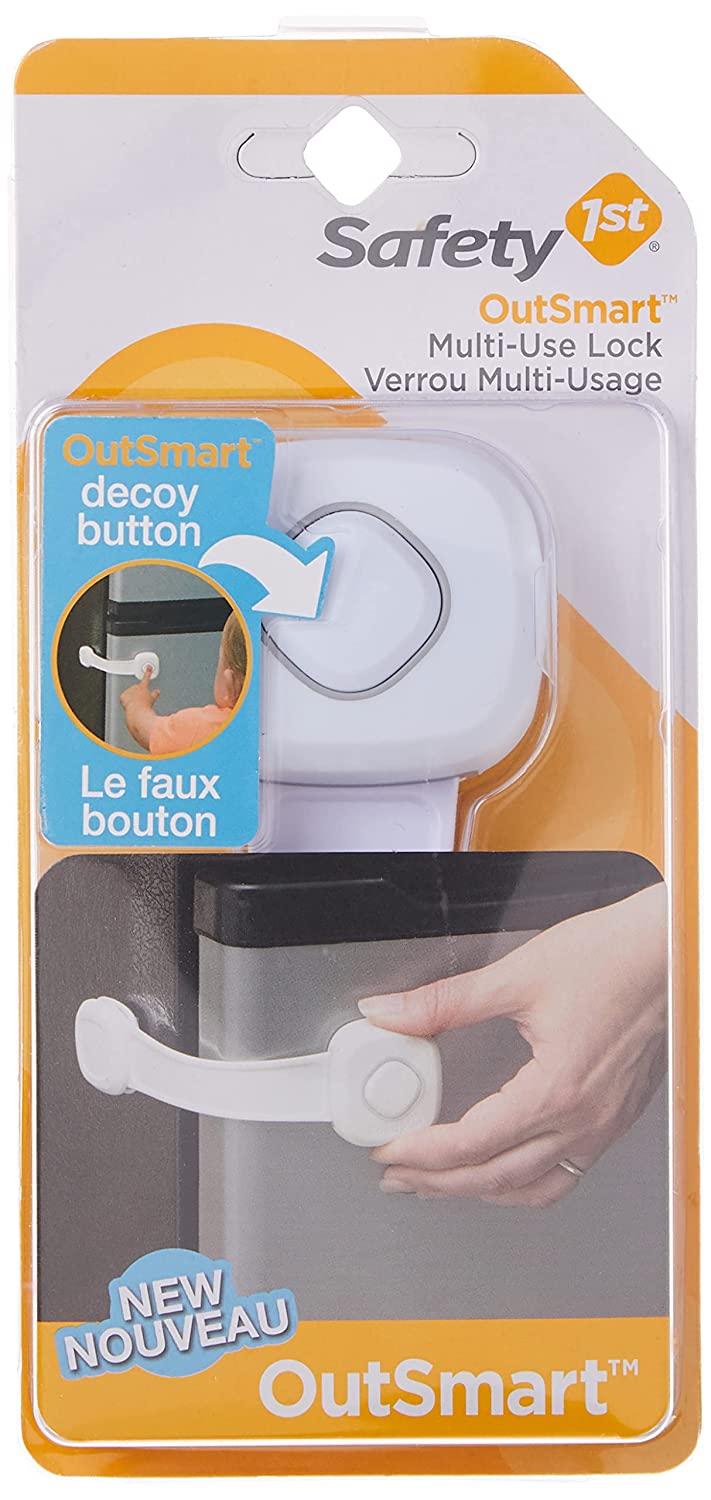 Safety 1st®
OutSmart™
Multi-Use Lock
Verrou Multi-Usage
OutSmart™
decoy
button
Le faux
bouton
NEW
NOUVEAU
OutSmart™